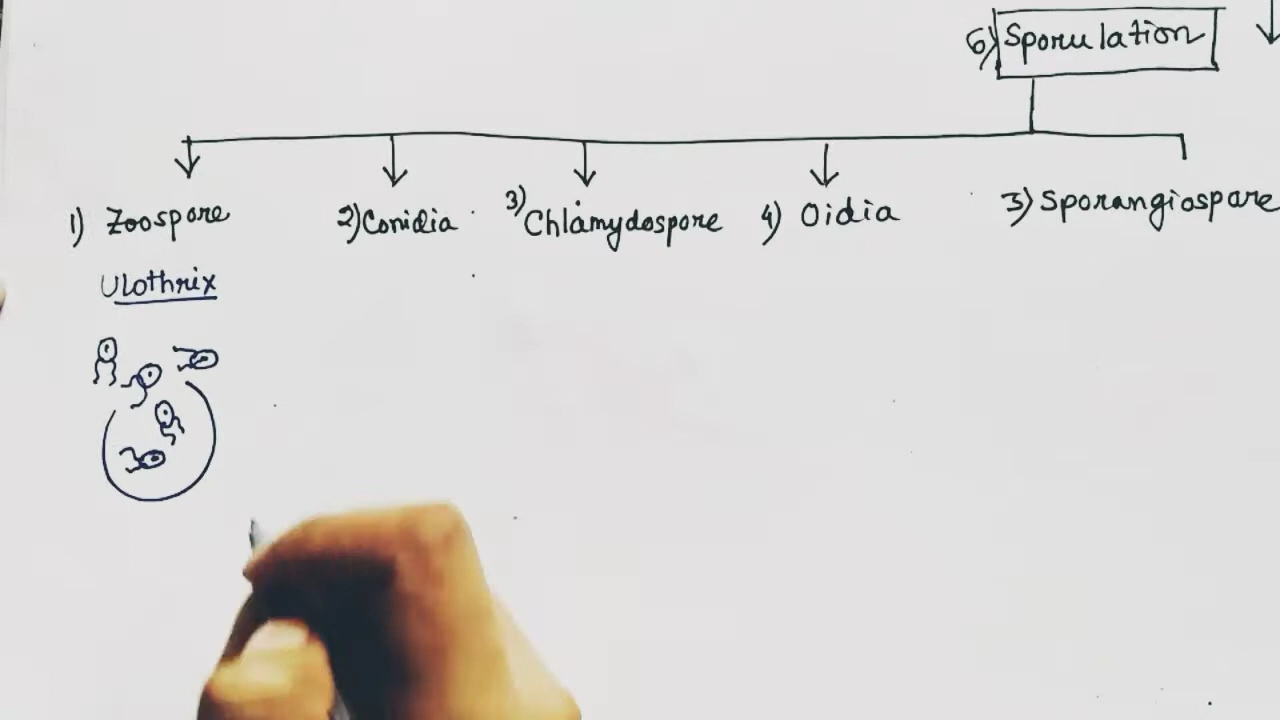 6) Sporulation
1) Zoospore 2) Conidia 3) Chlamydospore 4) Oidia 3) Sporangiospore
Ulothrix